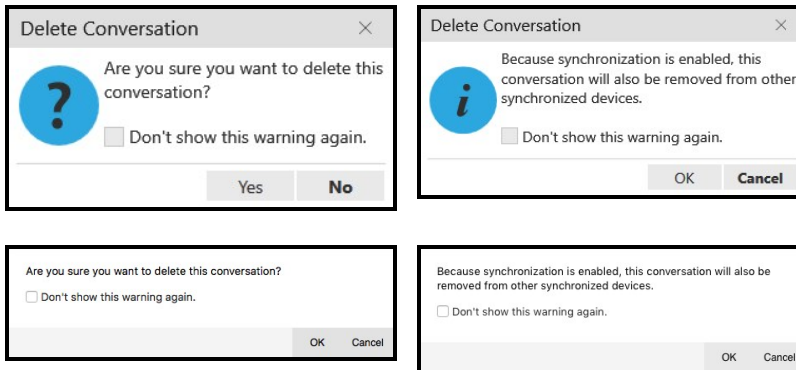 Delete Conversation
Are you sure you want to delete this
conversation?
Don't show this warning again.
Yes No
Delete Conversation
Because synchronization is enabled, this
conversation will also be removed from other
synchronized devices.
Don't show this warning again.
OK Cancel
Are you sure you want to delete this conversation?
Don't show this warning again.
OK Cancel
Because synchronization is enabled, this conversation will also be
removed from other synchronized devices.
Don't show this warning again.
OK Cancel